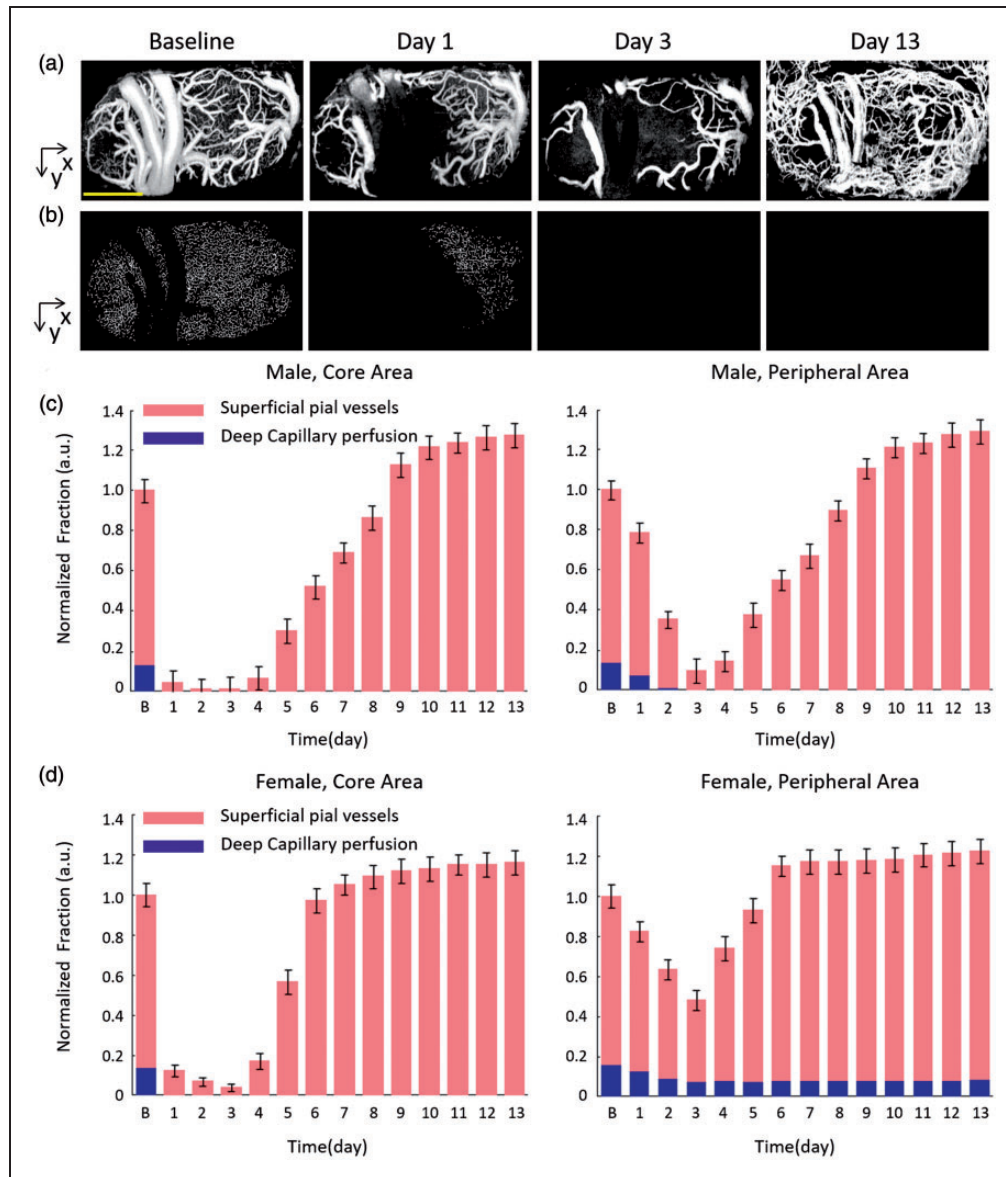 Baseline Day 1 Day 3 Day 13
(a)
x
y
(b)
x
y
Male, Core Area Male, Peripheral Area
(c)
Superficial pial vessels
Deep Capillary perfusion
Normalized Fraction (a.u.)
1.4 1.4
1.2 1.2
1.0 1.0
0.8 0.8
0.6 0.6
0.4 0.4
0.2 0.2
0 0
B 1 2 3 4 5 6 7 8 9 10 11 12 13 B 1 2 3 4 5 6 7 8 9 10 11 12 13
Time(day) Time(day)
(d)
Female, Core Area Female, Peripheral Area
Superficial pial vessels
Deep Capillary perfusion
Normalized Fraction (a.u.)
1.4 1.4
1.2 1.2
1.0 1.0
0.8 0.8
0.6 0.6
0.4 0.4
0.2 0.2
0 0
B 1 2 3 4 5 6 7 8 9 10 11 12 13 B 1 2 3 4 5 6 7 8 9 10 11 12 13
Time(day) Time(day)